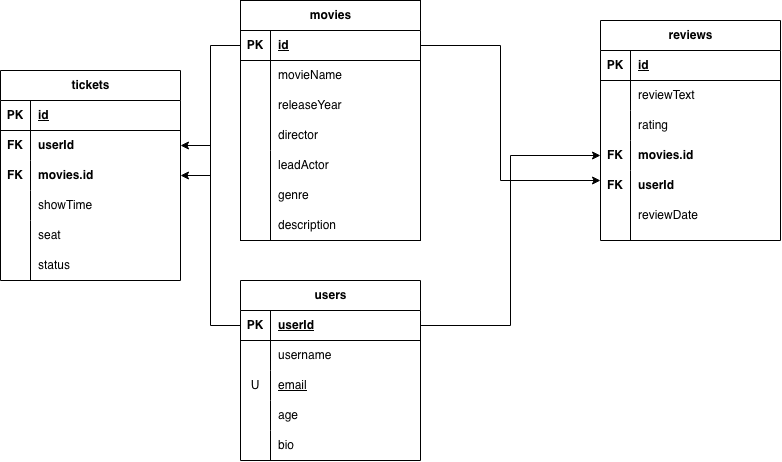 movies
PK id
movieName
releaseYear
director
leadActor
genre
description
reviews
PK id
reviewText
rating
FK movies.id
FK userId
reviewDate
tickets
PK id
FK userId
FK movies.id
showTime
seat
status
users
PK userId
username
U email
age
bio